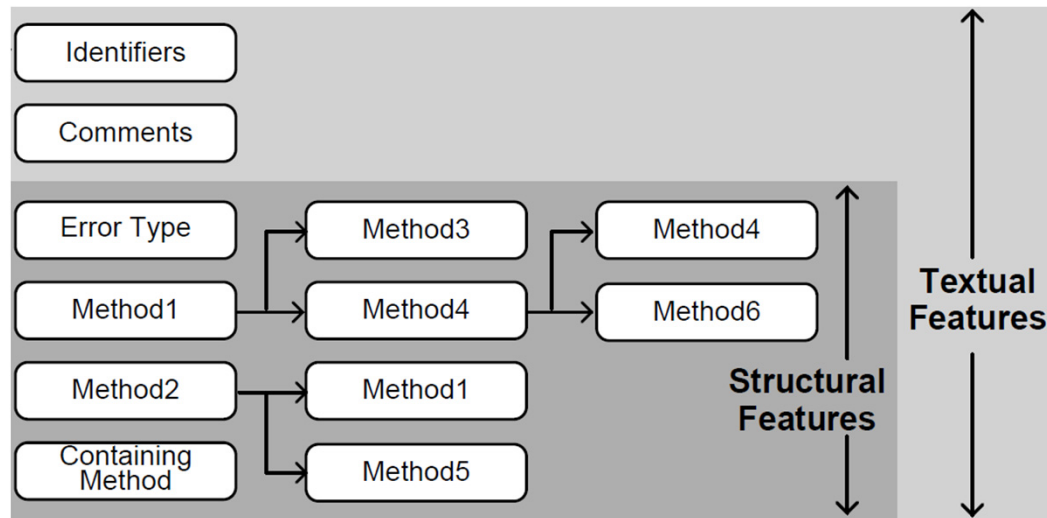 Identifiers
Comments
Error Type
Method3
Method4
Method1
Method4
Method6
Method2
Method1
Containing
Method
Method5
Structural
Features
Textual
Features